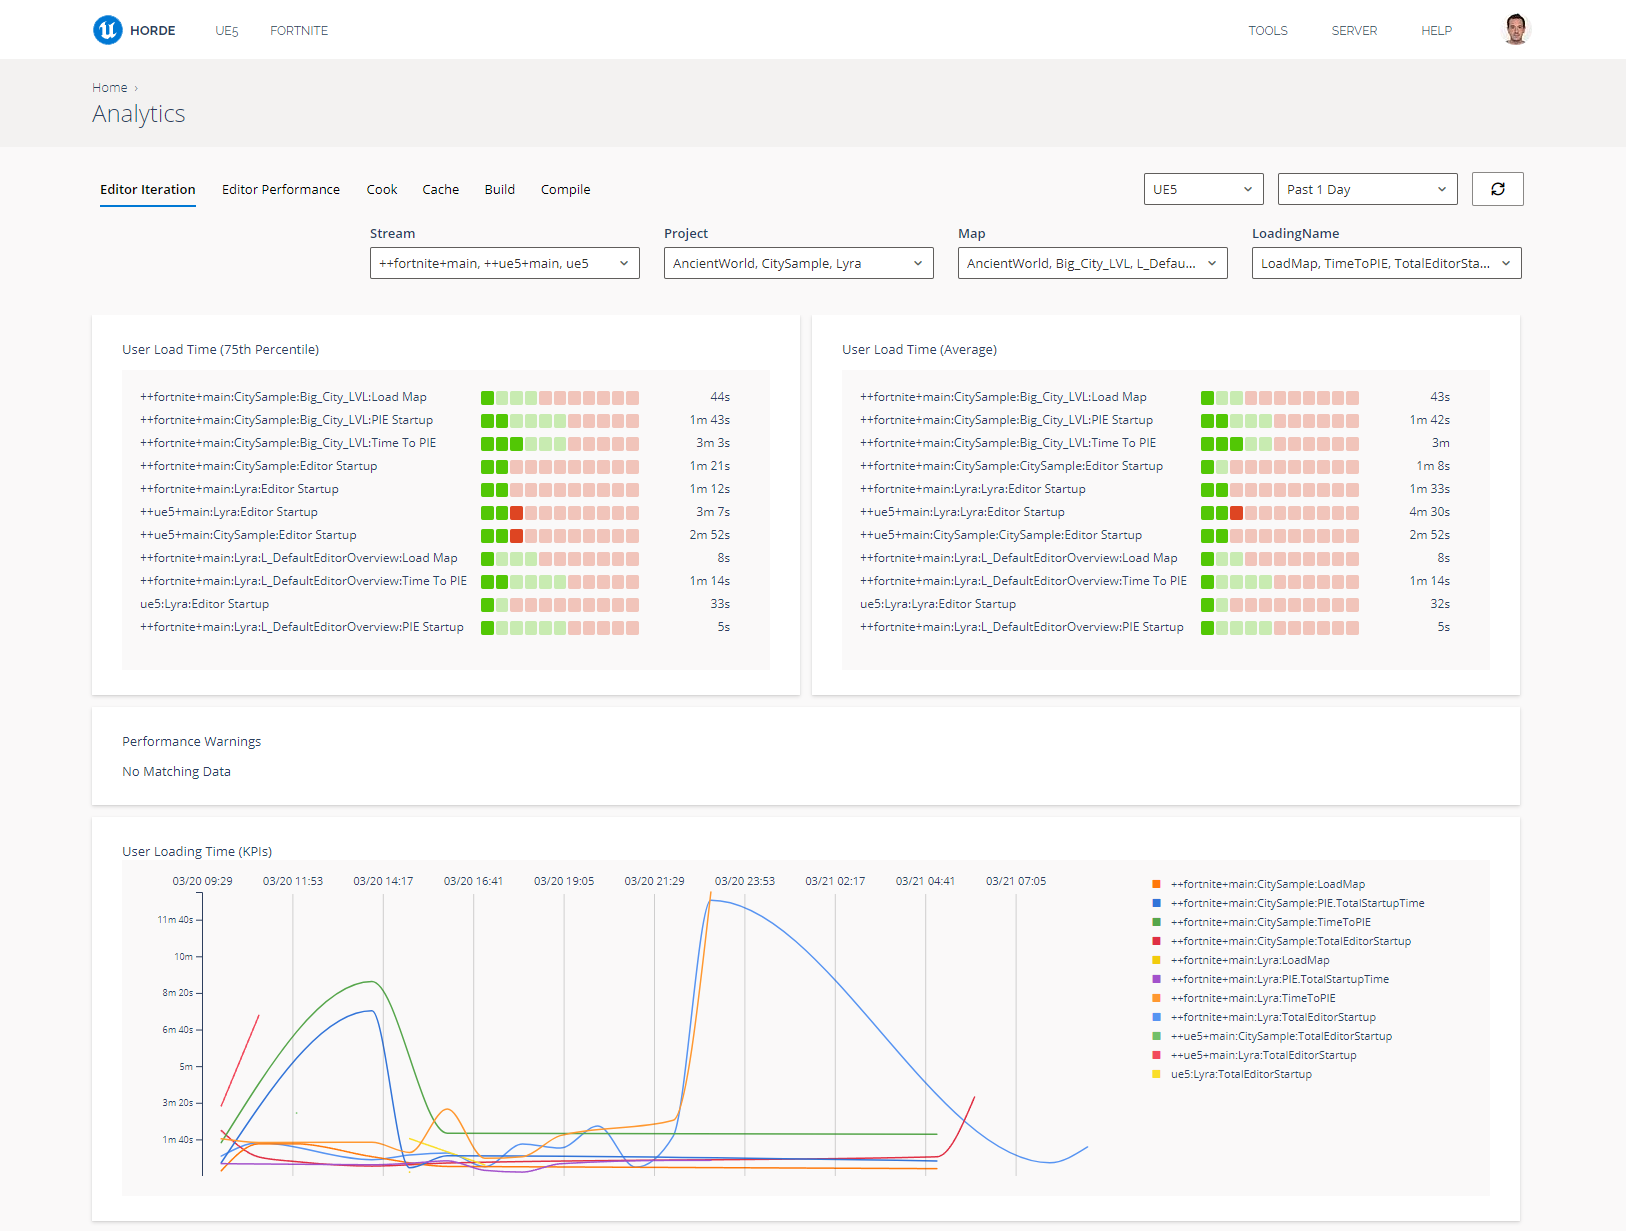 HORDE UE5 FORTNITE TOOLS SERVER HELP
Home ›
Analytics
Editor Iteration Editor Performance Cook Cache Build Compile UE5 Past 1 Day
Stream Project Map LoadingName
++fortnite+main, ++ue5+main, ue5 AncientWorld, CitySample, Lyra AncientWorld, Big_City_LVL, L_Defau... LoadMap, TimeToPIE, TotalEditorSta...
User Load Time (75th Percentile)
++fortnite+main:CitySample:Big_City_LVL:Load Map 44s
++fortnite+main:CitySample:Big_City_LVL:PIE Startup 1m 43s
++fortnite+main:CitySample:Big_City_LVL:Time To PIE 3m 3s
++fortnite+main:CitySample:Editor Startup 1m 21s
++fortnite+main:Lyra:Editor Startup 1m 12s
++ue5+main:Lyra:Editor Startup 3m 7s
++ue5+main:CitySample:Editor Startup 2m 52s
++fortnite+main:Lyra:L_DefaultEditorOverview:Load Map 8s
++fortnite+main:Lyra:L_DefaultEditorOverview:Time To PIE 1m 14s
ue5:Lyra:Editor Startup 33s
++fortnite+main:Lyra:L_DefaultEditorOverview:PIE Startup 5s
User Load Time (Average)
++fortnite+main:CitySample:Big_City_LVL:Load Map 43s
++fortnite+main:CitySample:Big_City_LVL:PIE Startup 1m 42s
++fortnite+main:CitySample:Big_City_LVL:Time To PIE 3m
++fortnite+main:CitySample:CitySample:Editor Startup 1m 8s
++fortnite+main:Lyra:Lyra:Editor Startup 1m 33s
++ue5+main:Lyra:Lyra:Editor Startup 4m 30s
++ue5+main:CitySample:CitySample:Editor Startup 2m 52s
++fortnite+main:Lyra:L_DefaultEditorOverview:Load Map 8s
++fortnite+main:Lyra:L_DefaultEditorOverview:Time To PIE 1m 14s
ue5:Lyra:Lyra:Editor Startup 32s
++fortnite+main:Lyra:L_DefaultEditorOverview:PIE Startup 5s
Performance Warnings
No Matching Data
User Loading Time (KPIs)
03/20 09:29 03/20 11:53 03/20 14:17 03/20 16:41 03/20 19:05 03/20 21:29 03/20 23:53 03/21 02:17 03/21 04:41 03/21 07:05
11m 40s
10m
8m 20s
6m 40s
5m
3m 20s
1m 40s
++fortnite+main:CitySample:LoadMap
++fortnite+main:CitySample:PIE.TotalStartupTime
++fortnite+main:CitySample:TimeToPIE
++fortnite+main:CitySample:TotalEditorStartup
++fortnite+main:Lyra:LoadMap
++fortnite+main:Lyra:PIE.TotalStartupTime
++fortnite+main:Lyra:TimeToPIE
++fortnite+main:Lyra:TotalEditorStartup
++ue5+main:CitySample:TotalEditorStartup
++ue5+main:Lyra:TotalEditorStartup
ue5:Lyra:TotalEditorStartup